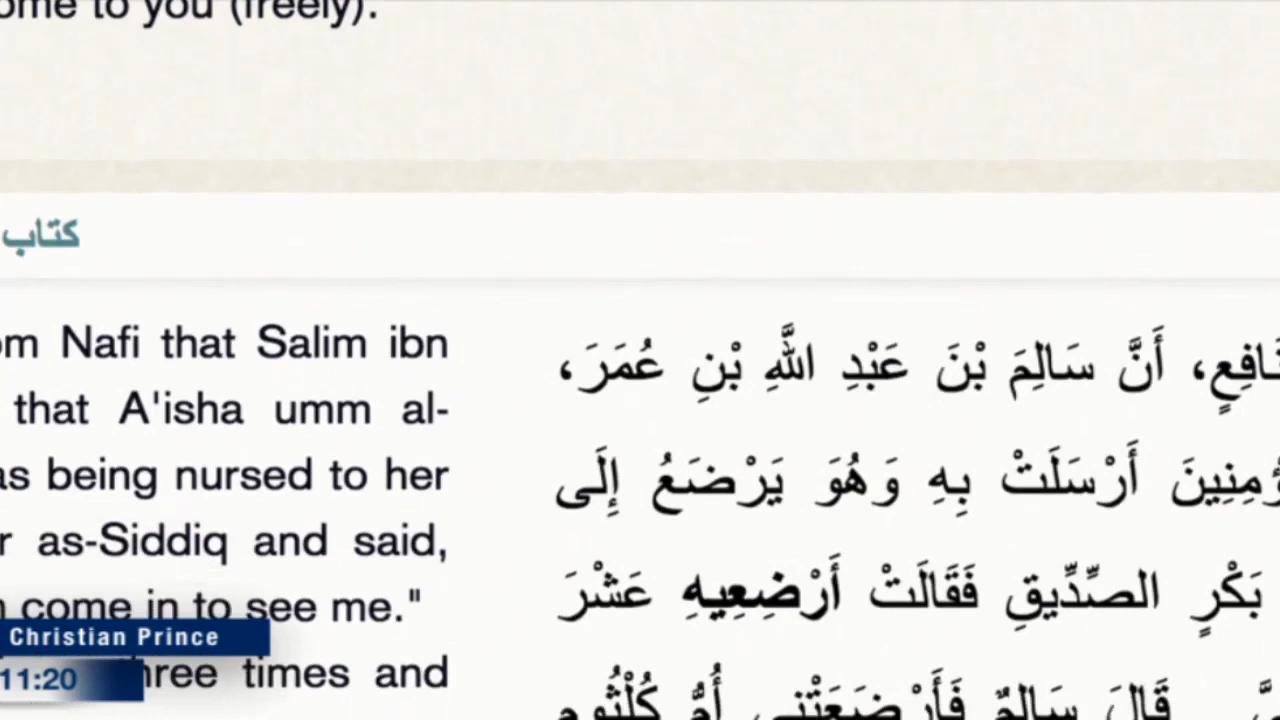 ome to you (freely).
كتاب
om Nafi that Salim ibn
that A'isha umm al-
as being nursed to her
r as-Siddiq and said,
come in to see me."
three times and
نَافِعٍ، أَنَّ سَالِمَ بْنَ عَبْدِ اللَّهِ بْنِ عُمَرَ،
ؤْمِنِينَ أَرْسَلَتْ بِهِ وَهُوَ يَرْضَعُ إِلَى
بَكْرٍ الصِّدِّيقِ فَقَالَتْ أَرْضِعِيهِ عَشْرَ
قَالَ سَالِمٌ فَأَرْضَعَتْنِي أُمُّ كُلْثُومٍ
Christian Prince
11:20